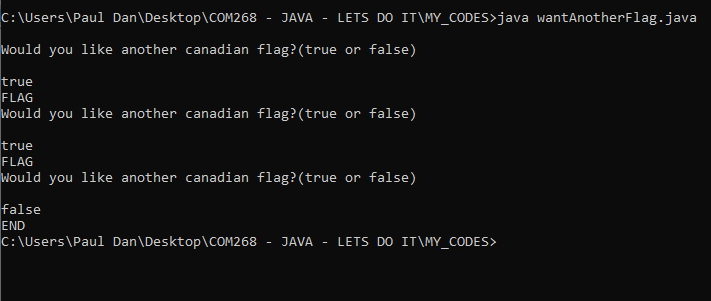 C:\Users\Paul Dan\Desktop\COM268 - JAVA - LETS DO IT\MY_CODES>java wantAnotherFlag.java
Would you like another canadian flag?(true or false)
true
FLAG
Would you like another canadian flag?(true or false)
true
FLAG
Would you like another canadian flag?(true or false)
false
END
C:\Users\Paul Dan\Desktop\COM268 - JAVA - LETS DO IT\MY_CODES>